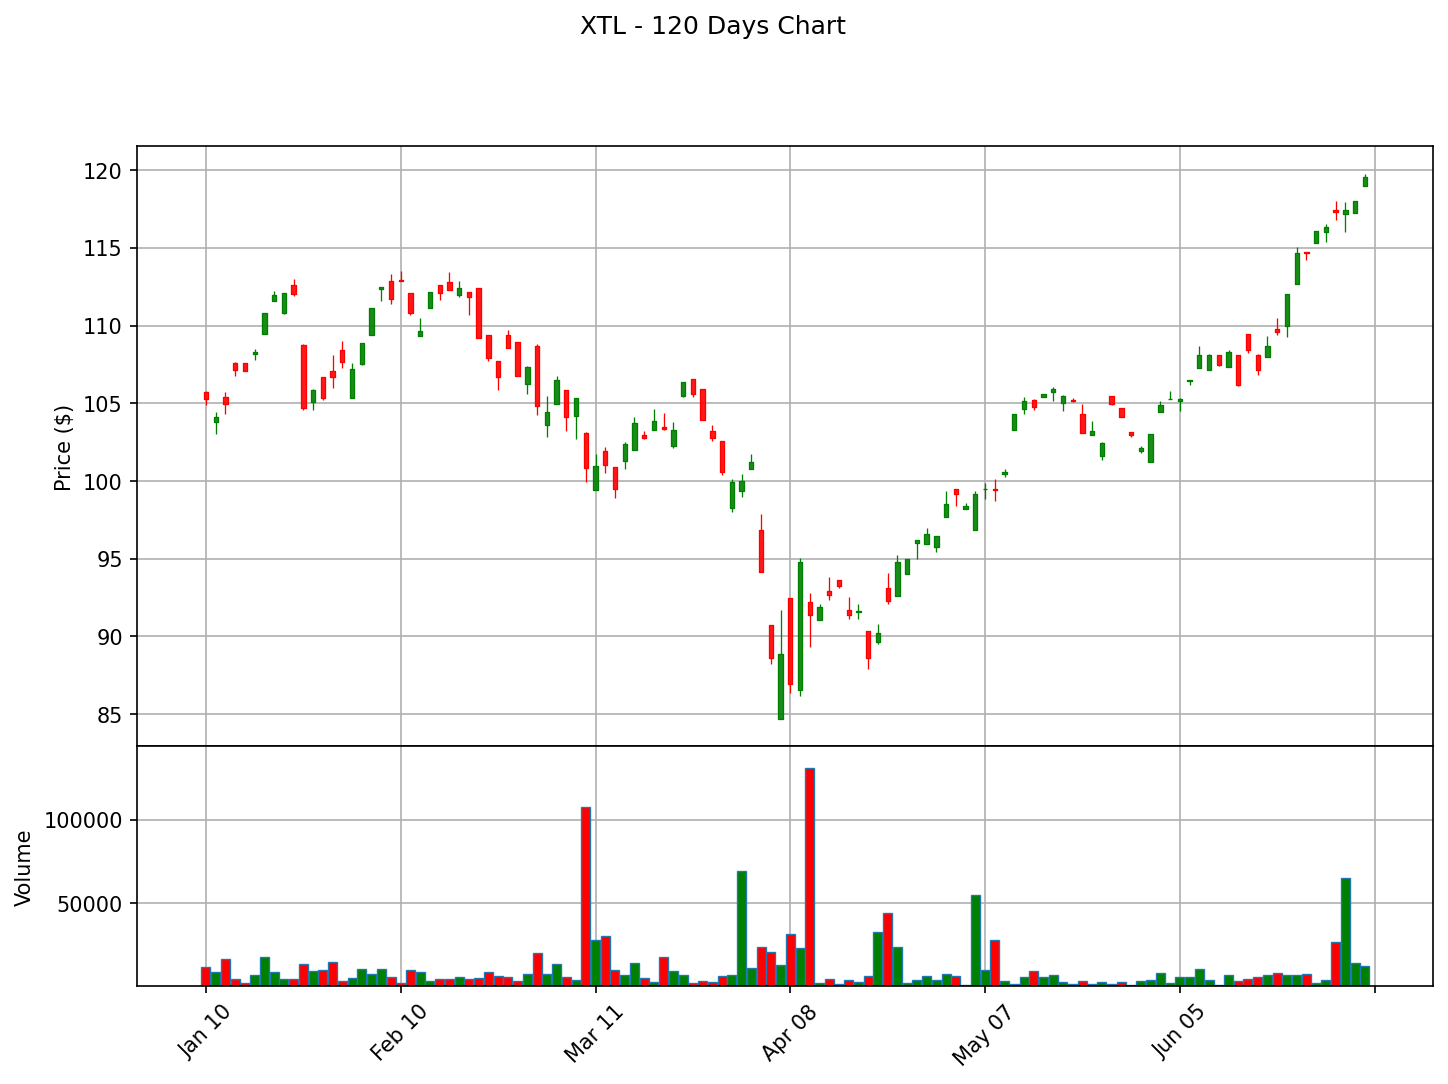 XTL - 120 Days Chart
Price ($)
120
115
110
105
100
95
90
85
Volume
100000
50000
Jan 10
Feb 10
Mar 11
Apr 08
May 07
Jun 05